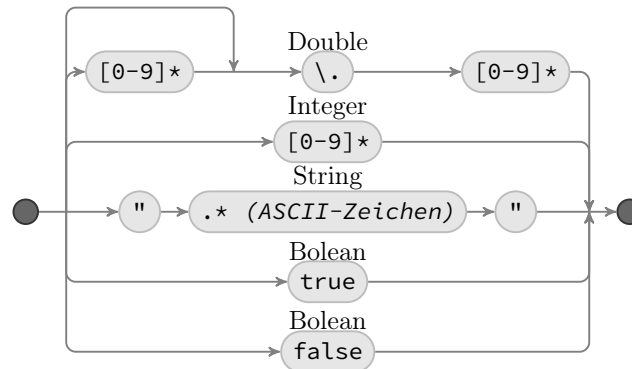 Double
[0-9]* \. [0-9]*
Integer
[0-9]*
String
" .* (ASCII-Zeichen) "
Bolean
true
Bolean
false